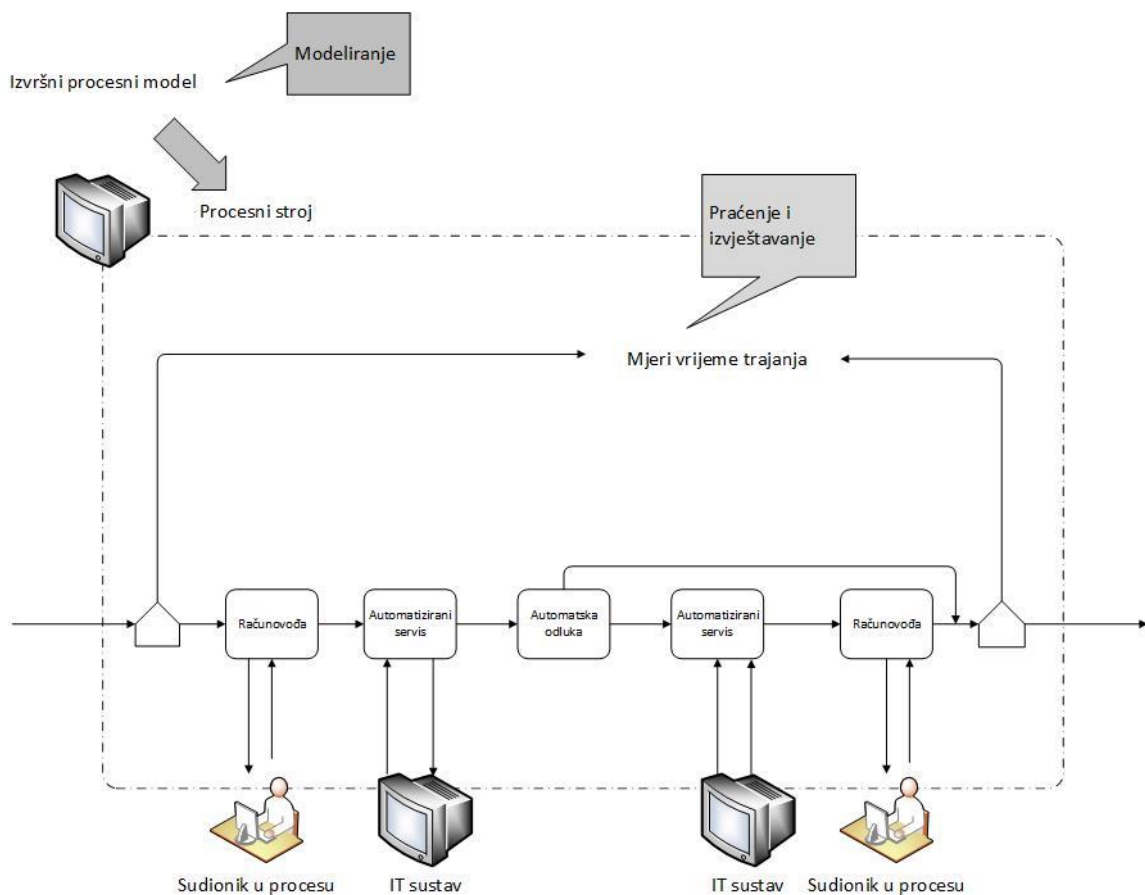 Modeliranje
Izvršni procesni model
Procesni stroj
Praćenje i
izvještavanje
Mjeri vrijeme trajanja
Računovođa
Automatizirani
servis
Automatska
odluka
Automatizirani
servis
Računovođa
Sudionik u procesu
IT sustav
IT sustav
Sudionik u procesu